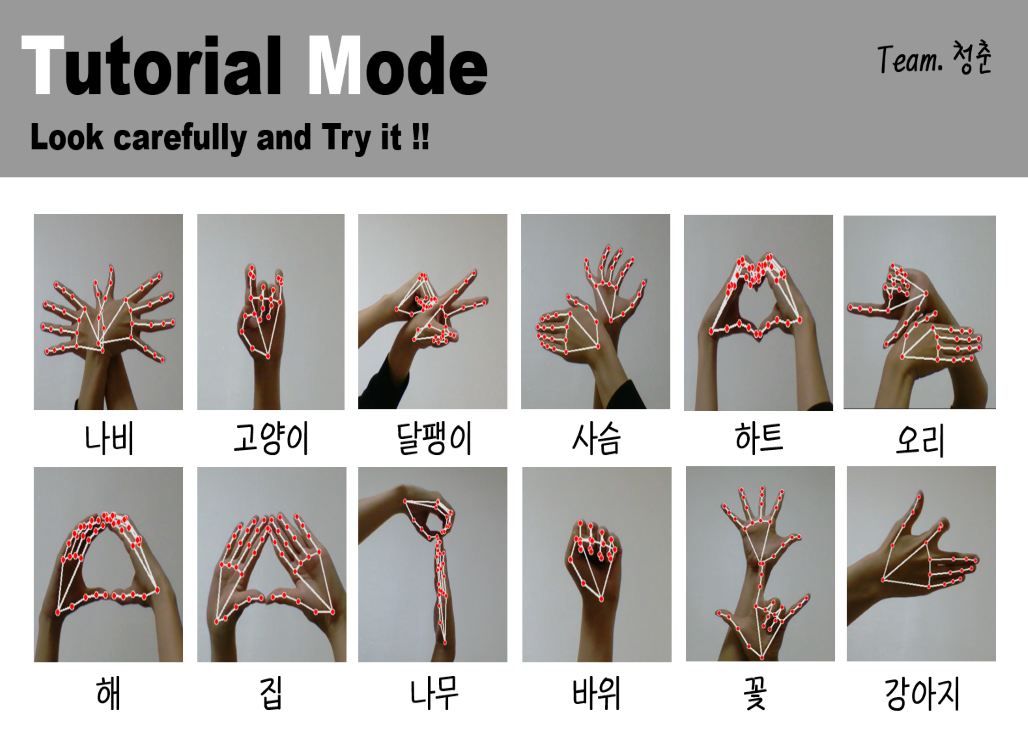 Tutorial Mode
Team. 청춘
Look carefully and Try it !!
나비 고양이 달팽이 사슴 하트 오리
해 집 나무 바위 꽃 강아지